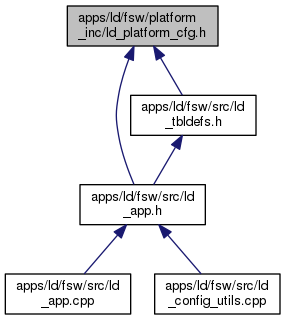 apps/ld/fsw/platform
_inc/ld_platform_cfg.h
apps/ld/fsw/src/ld
_tbldefs.h
apps/ld/fsw/src/ld
_app.h
apps/ld/fsw/src/ld
_app.cpp
apps/ld/fsw/src/ld
_config_utils.cpp